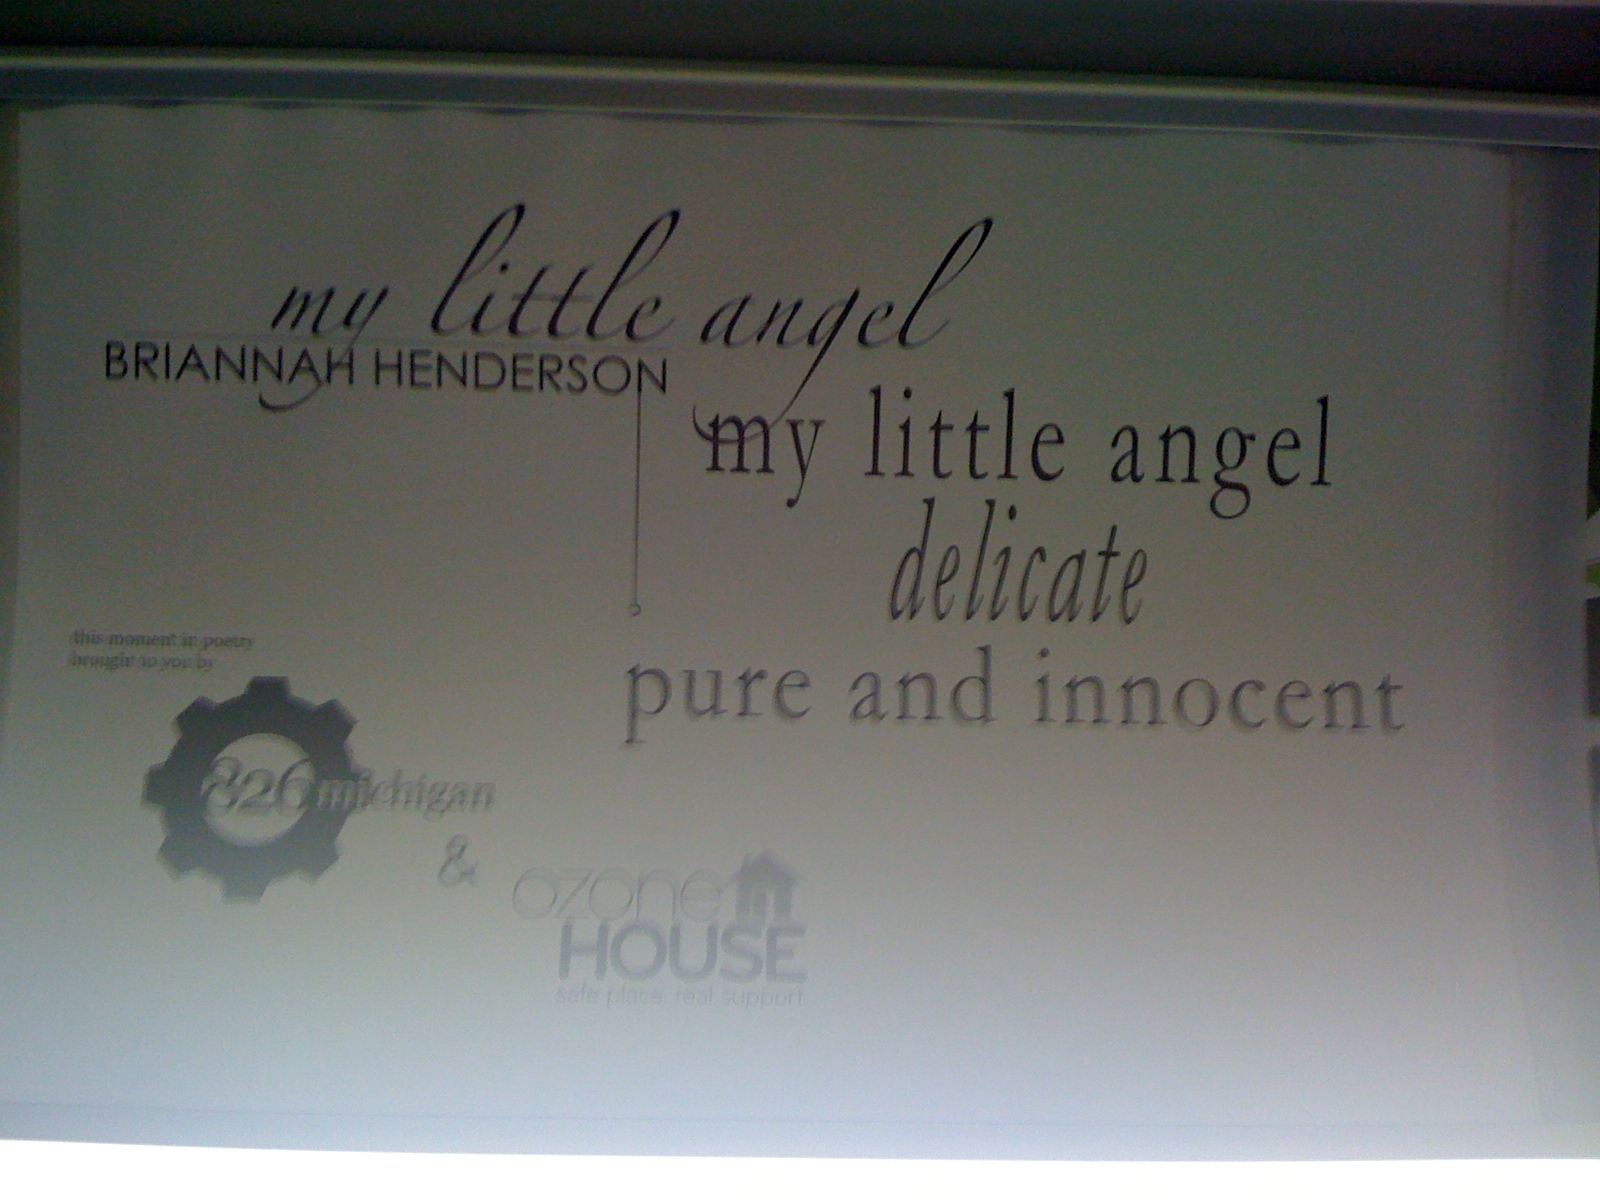 my little angel
BRIANNAH HENDERSON
my little angel
delicate
pure and innocent
this moment in poetry
brought to you by
826michigan
&
ozone
HOUSE
safe place real support